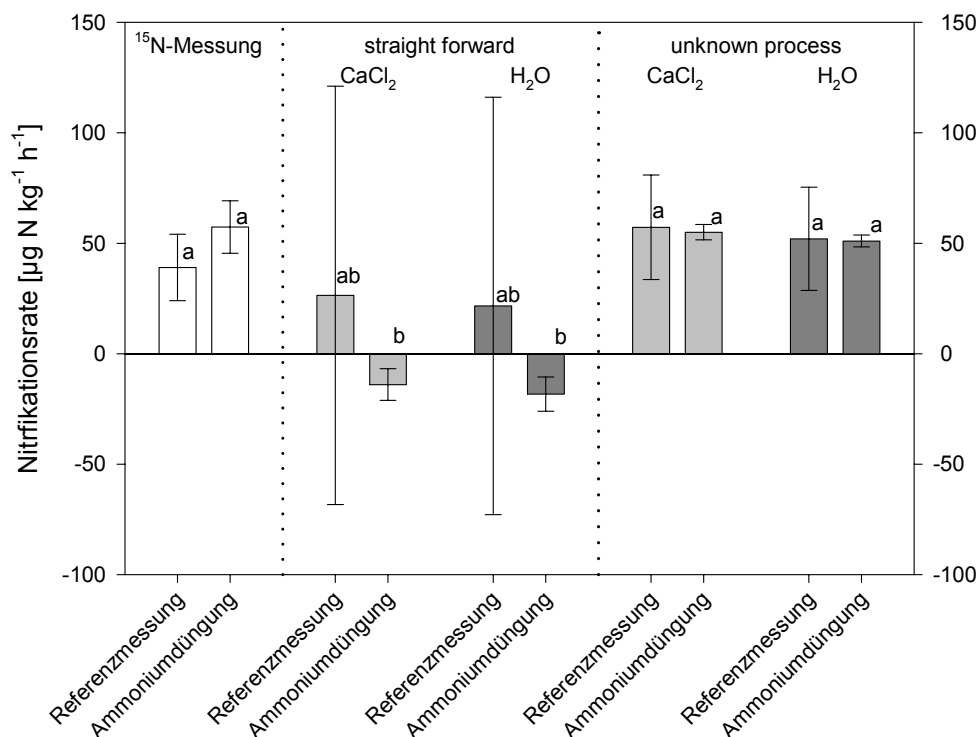 Nitrfikationsrate [µg N kg⁻¹ h⁻¹]
150
100
50
0
-50
-100
150
100
50
0
-50
-100
¹⁵N-Messung
straight forward
unknown process
CaCl₂
H₂O
CaCl₂
H₂O
a
a
ab
b
ab
b
a
a
a
a
Referenzmessung
Ammoniumdüngung
Referenzmessung
Ammoniumdüngung
Referenzmessung
Ammoniumdüngung
Referenzmessung
Ammoniumdüngung
Referenzmessung
Ammoniumdüngung